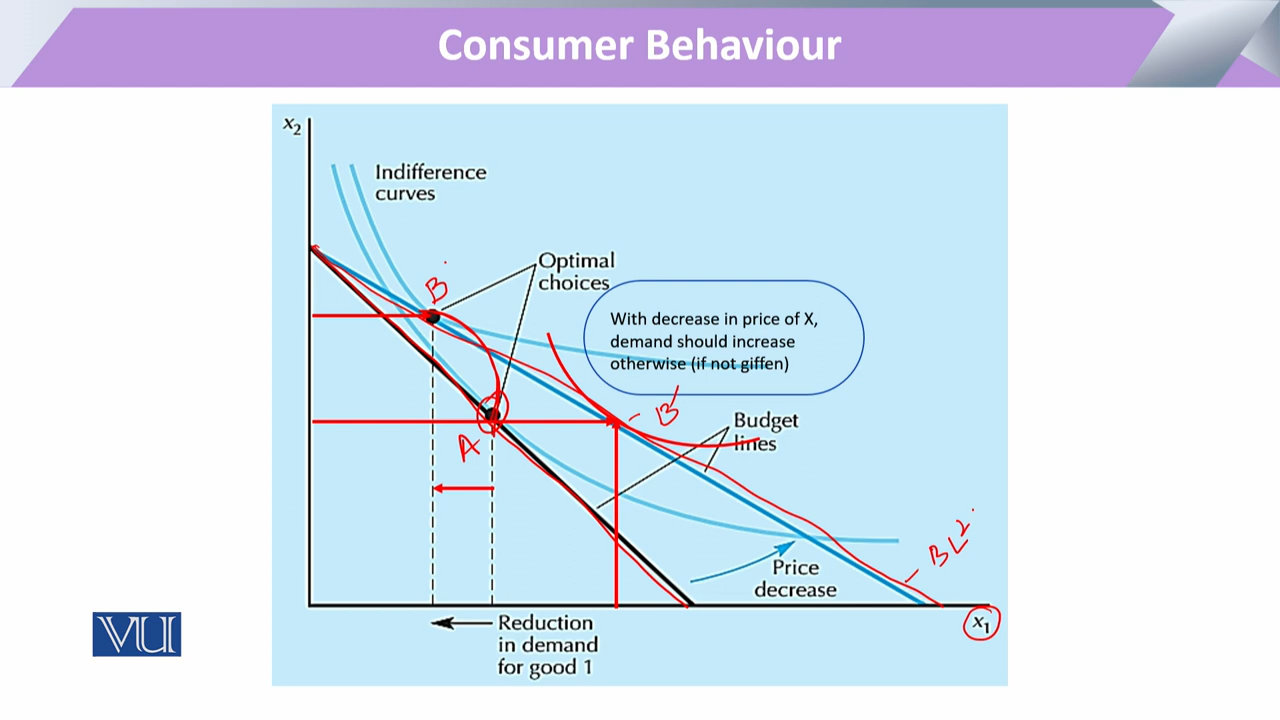 Consumer Behaviour
x2
Indifference
curves
B
Optimal
choices
With decrease in price of X,
demand should increase
otherwise (if not giffen)
B'
A
Budget
lines
BL2
Price
decrease
x1
Reduction
in demand
for good 1
VU